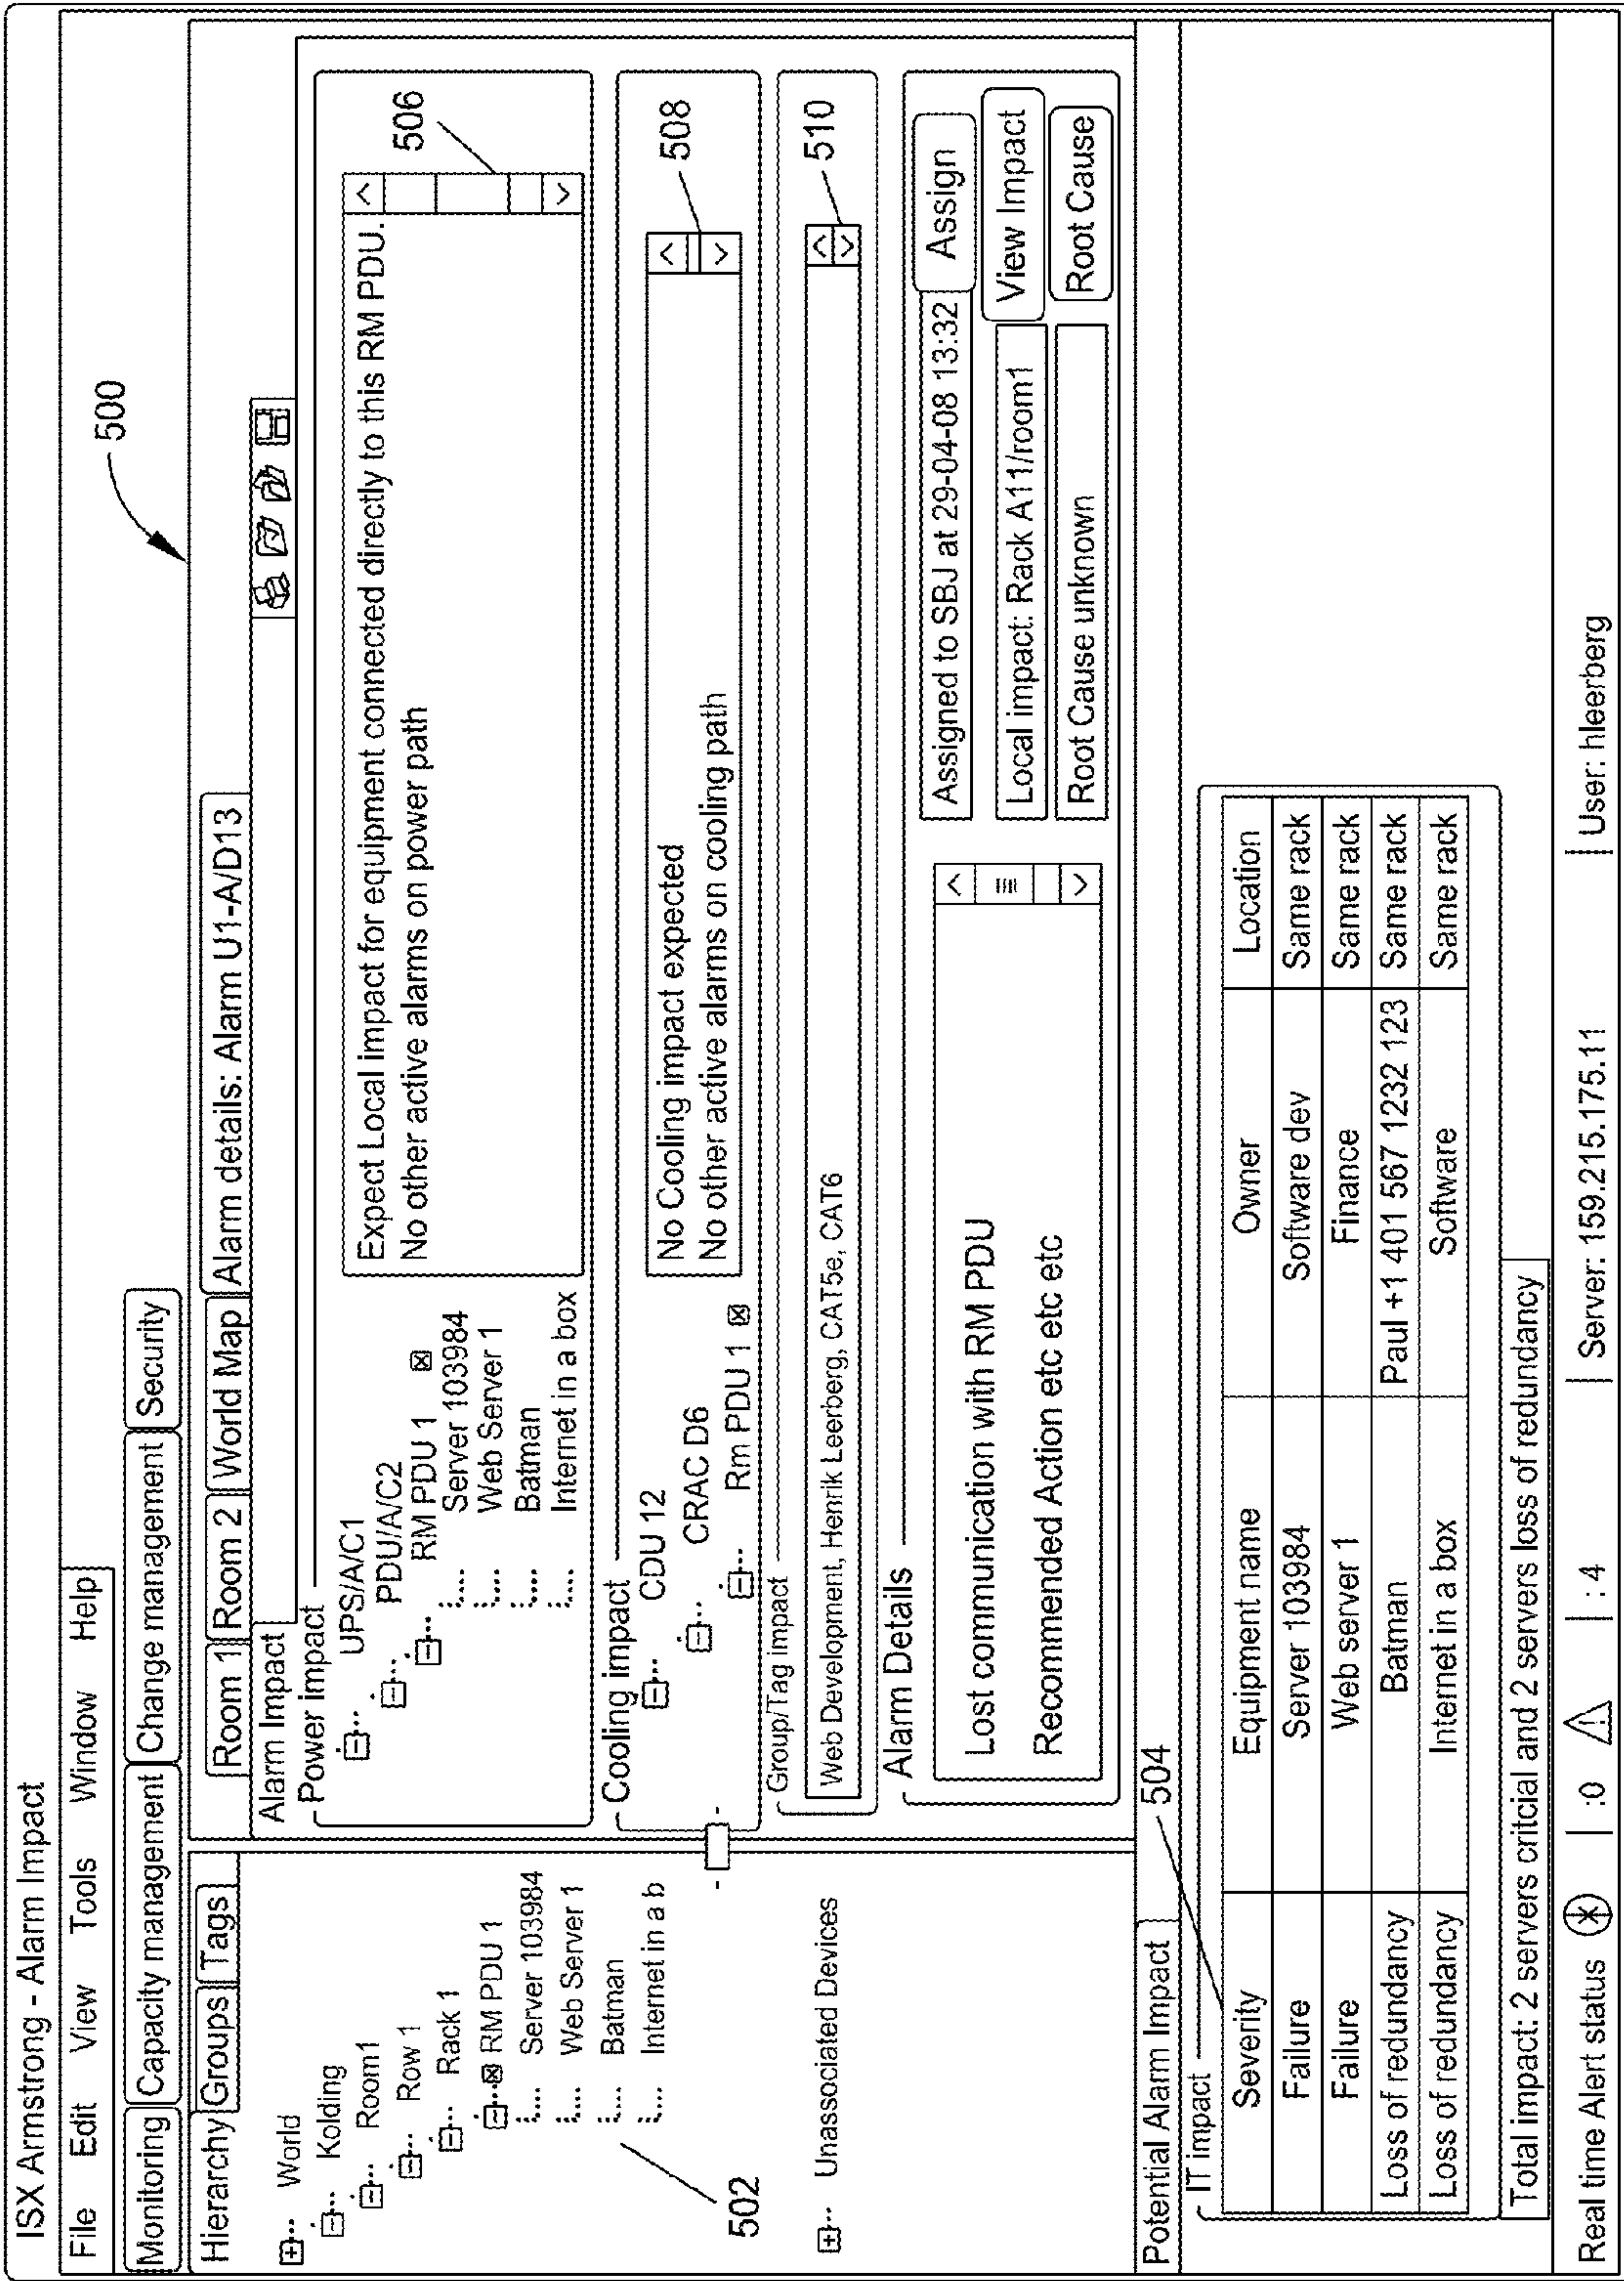 ISX Armstrong - Alarm Impact
File Edit View Tools Window Help
500
Monitoring Capacity management Change management Security
Hierarchy Groups Tags
World
Kolding
Room1
Row 1
Rack 1
RM PDU 1
Server 103984
Web Server 1
Batman
Internet in a b
502
Unassociated Devices
Room 1 Room 2 World Map Alarm details: Alarm U1-A/D13
Alarm Impact
Power impact
UPS/A/C1
PDU/A/C2
RM PDU 1
Server 103984
Web Server 1
Batman
Internet in a box
Expect Local impact for equipment connected directly to this RM PDU.
No other active alarms on power path
506
Cooling impact
CDU 12
CRAC D6
Rm PDU 1
No Cooling impact expected
No other active alarms on cooling path
508
Group/Tag impact
Web Development, Henrik Leerberg, CAT5e, CAT6
510
Alarm Details
Lost communication with RM PDU
Recommended Action etc etc etc
Assigned to SBJ at 29-04-08 13:32 Assign
Local impact: Rack A11/room1 View Impact
Root Cause unknown Root Cause
Potential Alarm Impact
504
IT impact
Severity Equipment name Owner Location
Failure Server 103984 Software dev Same rack
Failure Web server 1 Finance Same rack
Loss of redundancy Batman Paul +1 401 567 1232 123 Same rack
Loss of redundancy Internet in a box Software Same rack
Total impact: 2 servers critcial and 2 servers loss of redundancy
Real time Alert status :0 :4 Server: 159.215.175.11 User: hleerberg